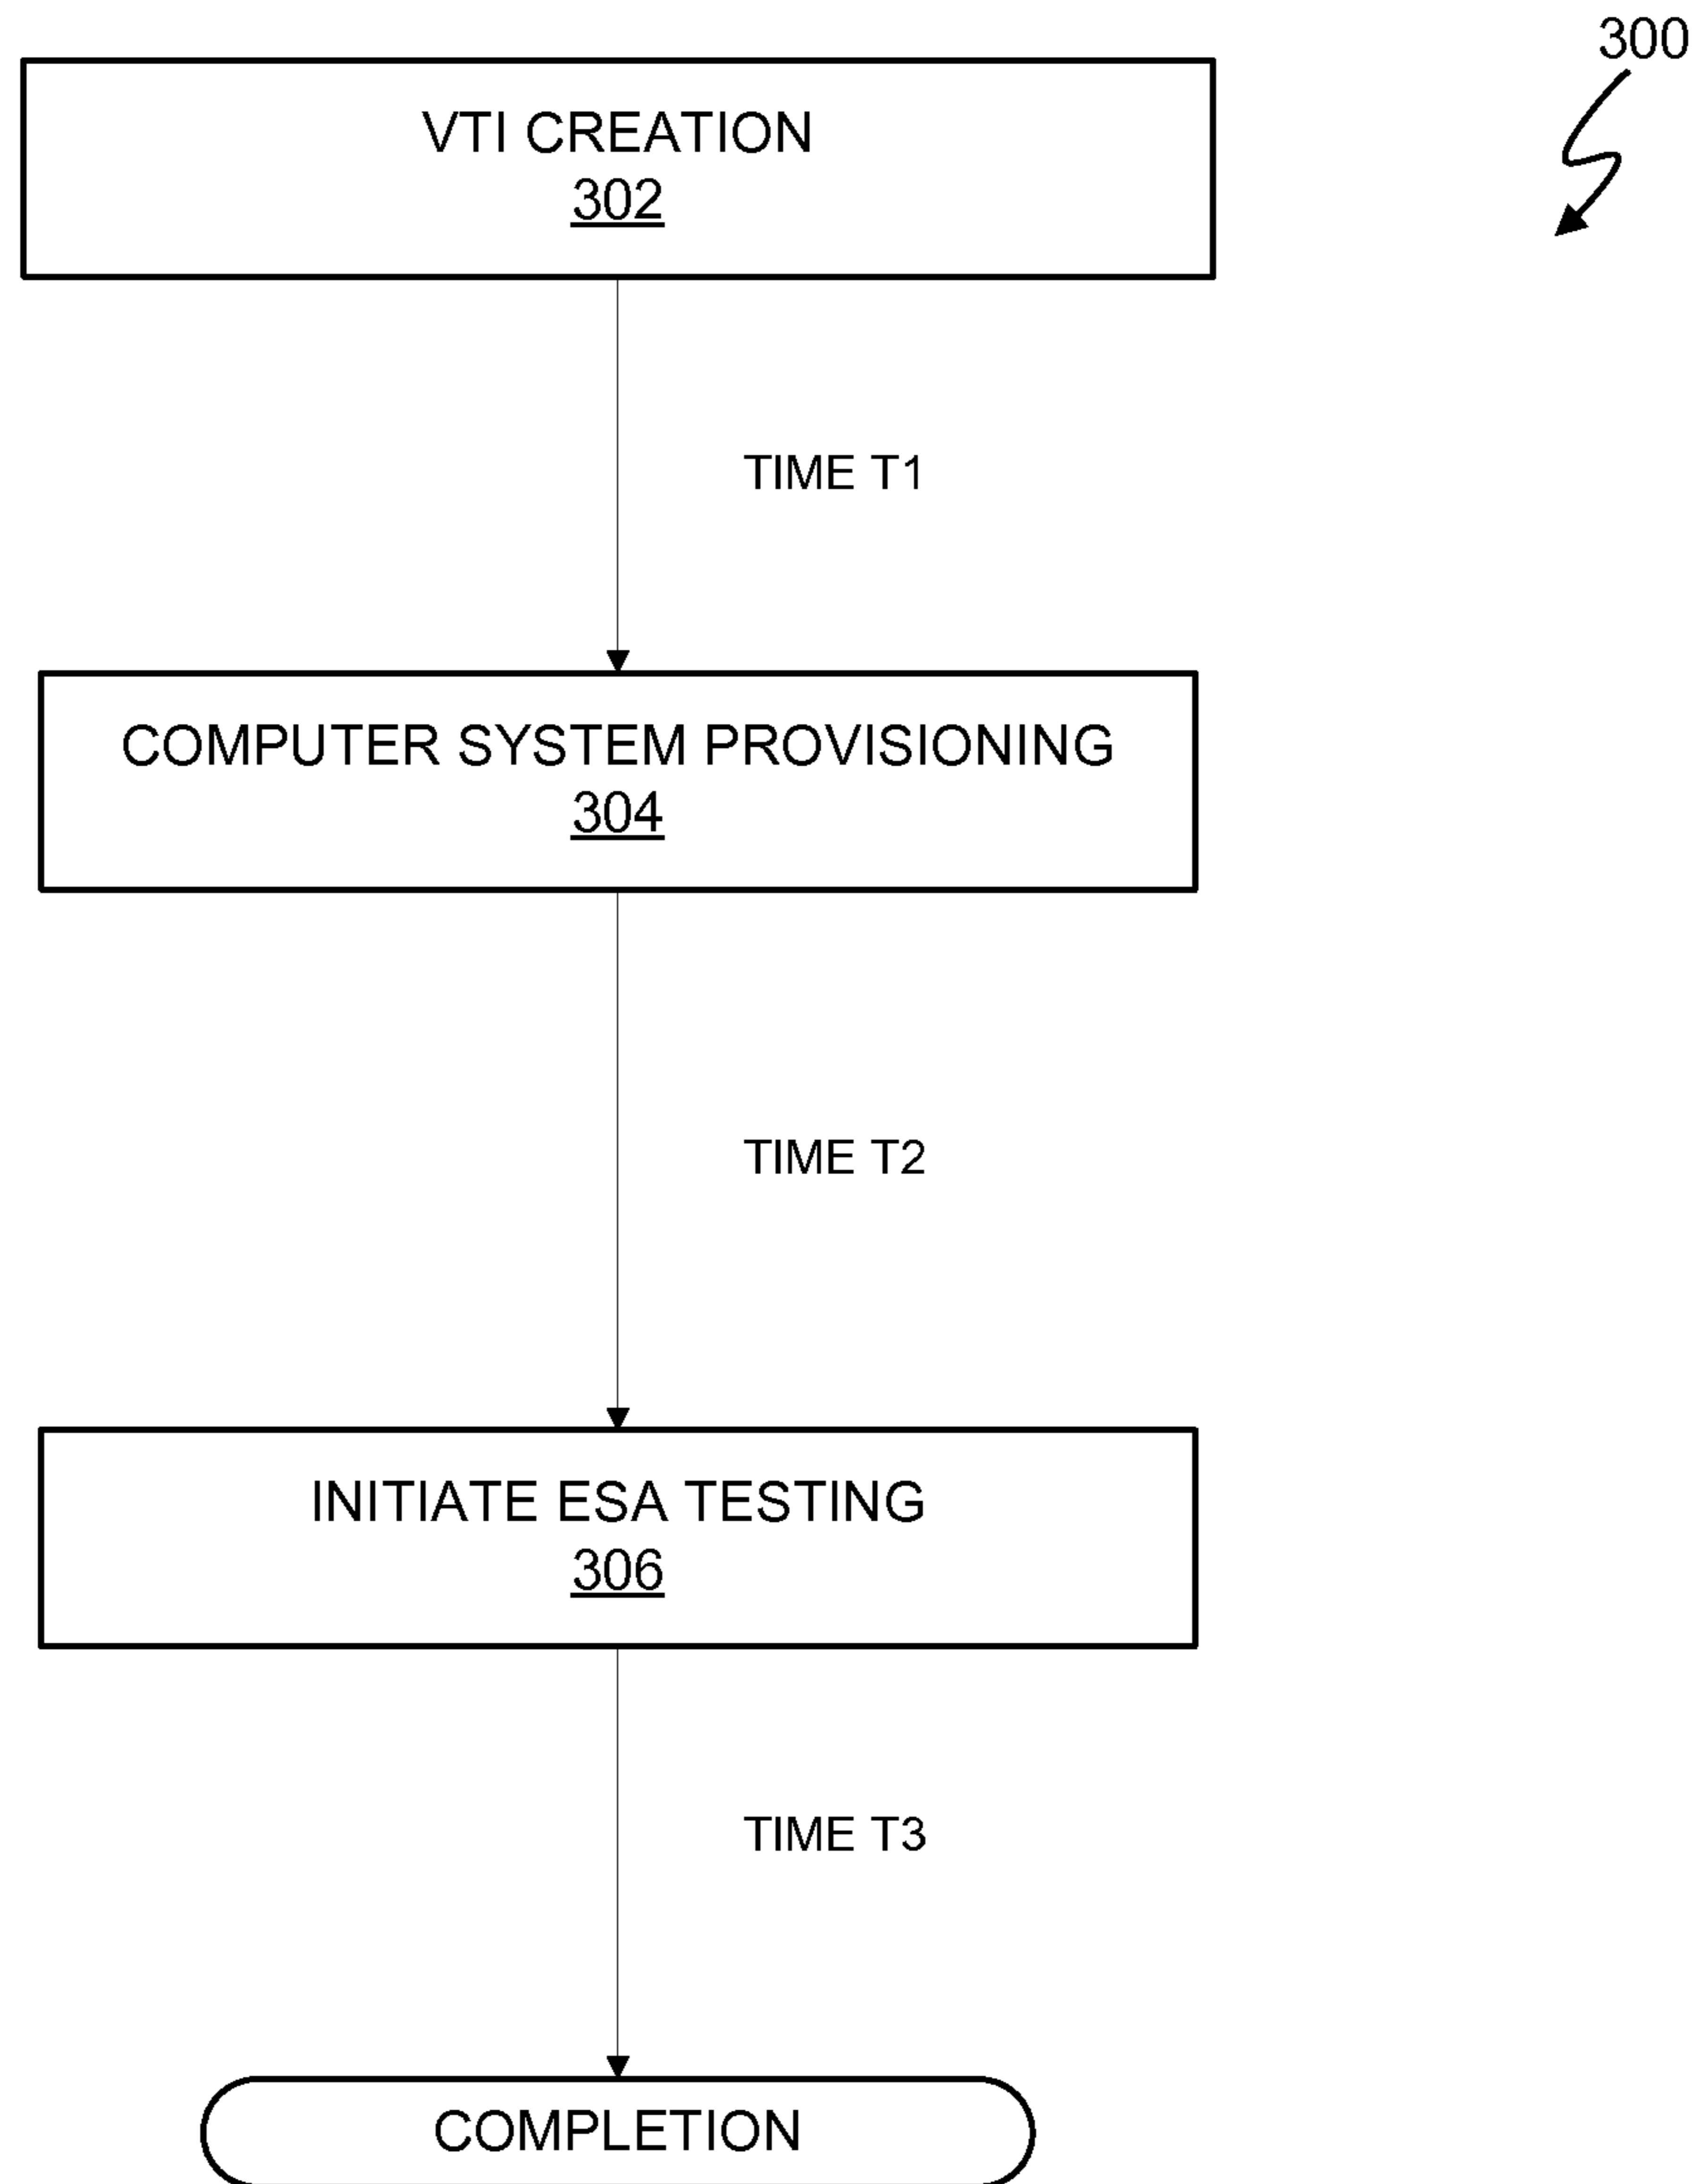 300
VTI CREATION
302
TIME T1
COMPUTER SYSTEM PROVISIONING
304
TIME T2
INITIATE ESA TESTING
306
TIME T3
COMPLETION